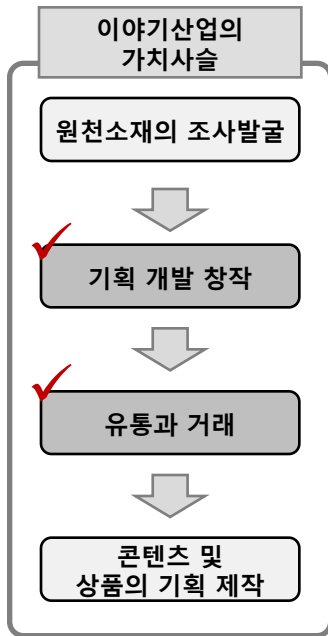 이야기산업의
가치사슬
원천소재의 조사발굴
기획 개발 창작
유통과 거래
콘텐츠 및
상품의 기획 제작